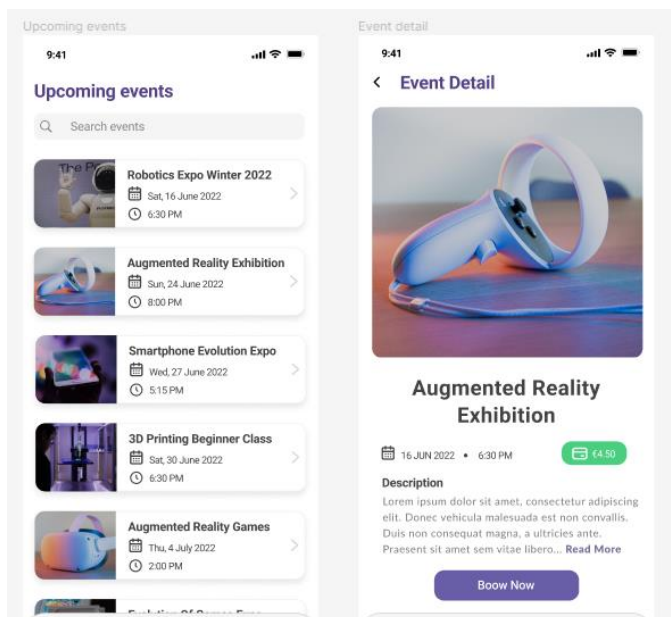 Upcoming events
9:41
Upcoming events
Search events
The
Robotics Expo Winter 2022
Sat, 16 June 2022
6:30 PM
Augmented Reality Exhibition
Sun, 24 June 2022
8:00 PM
Smartphone Evolution Expo
Wed, 27 June 2022
5:15 PM
3D Printing Beginner Class
Sat, 30 June 2022
6:30 PM
Augmented Reality Games
Thu, 4 July 2022
2:00 PM
Event detail
9:41
Event Detail
Augmented Reality
Exhibition
16 JUN 2022 • 6:30 PM
€4.50
Description
Lorem ipsum dolor sit amet, consectetur adipiscing
elit. Donec vehicula malesuada est non convallis.
Duis non consequat magna, a ultricies ante.
Praesent sit amet sem vitae libero... Read More
Boow Now